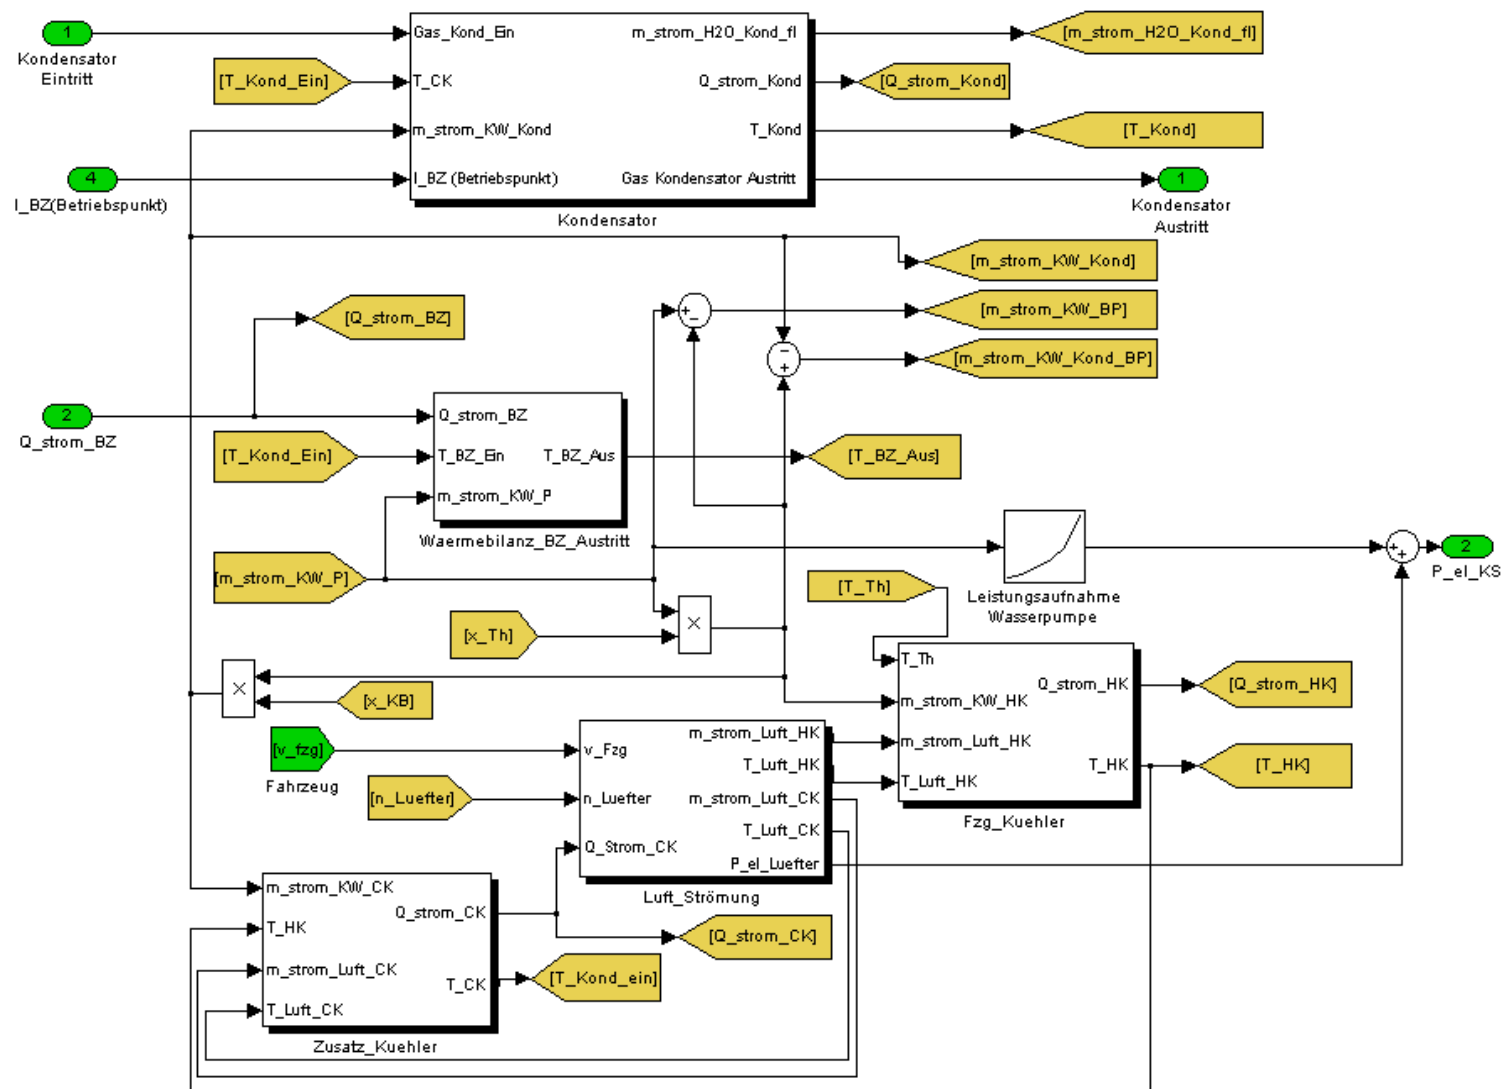 1
Kondensator
Eintritt
[T_Kond_Ein]
4
I_BZ(Betriebspunkt)
Gas_Kond_Ein
T_CK
m_strom_KW_Kond
I_BZ (Betriebspunkt)
m_strom_H2O_Kond_fl
Q_strom_Kond
T_Kond
Gas Kondensator Austritt
Kondensator
[m_strom_H2O_Kond_fl]
[Q_strom_Kond]
[T_Kond]
1
Kondensator
Austritt
[m_strom_KW_Kond]
[m_strom_KW_BP]
[m_strom_KW_Kond_BP]
+
−
−
+
[Q_strom_BZ]
2
Q_strom_BZ
[T_Kond_Ein]
[m_strom_KW_P]
Q_strom_BZ
T_BZ_Ein
m_strom_KW_P
T_BZ_Aus
Waermebilanz_BZ_Austritt
[T_BZ_Aus]
Leistungsaufnahme
Wasserpumpe
+
+
2
P_el_KS
[T_Th]
[x_Th]
×
×
[x_KB]
T_Th
m_strom_KW_HK
m_strom_Luft_HK
T_Luft_HK
Q_strom_HK
T_HK
Fzg_Kuehler
[Q_strom_HK]
[T_HK]
[v_fzg]
Fahrzeug
[n_Luefter]
v_Fzg
n_Luefter
Q_Strom_CK
m_strom_Luft_HK
T_Luft_HK
m_strom_Luft_CK
T_Luft_CK
P_el_Luefter
Luft_Strömung
m_strom_KW_CK
T_HK
m_strom_Luft_CK
T_Luft_CK
Q_strom_CK
T_CK
Zusatz_Kuehler
[Q_strom_CK]
[T_Kond_ein]